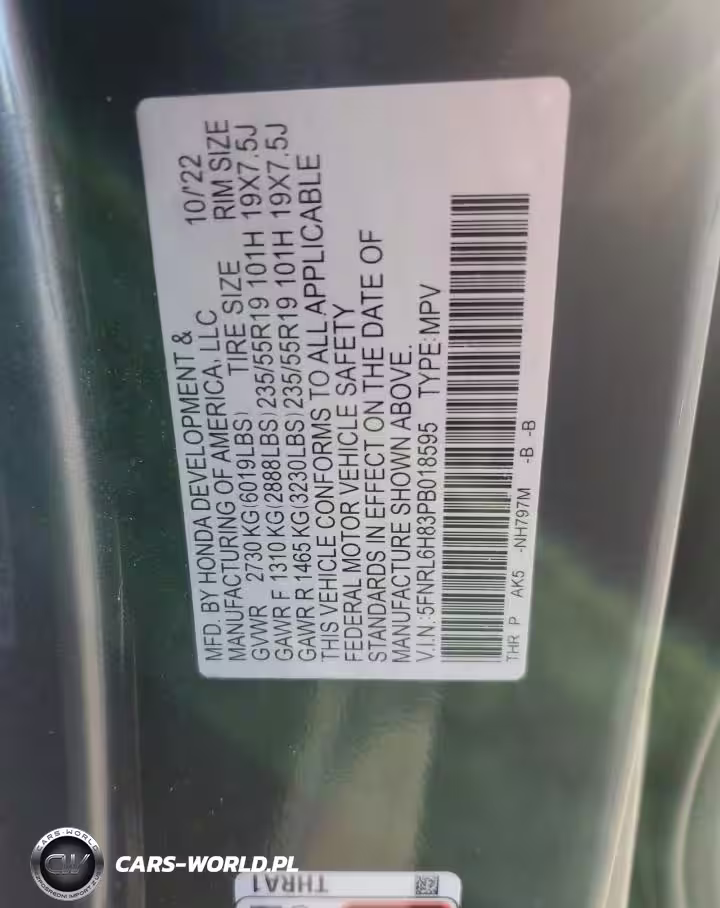 MFD. BY HONDA DEVELOPMENT & 10/'22
MANUFACTURING OF AMERICA, LLC
TIRE SIZE RIM SIZE
GVWR 2730 KG(6019LBS)
GAWR F 1310 KG(2888LBS) 235/55R19 101H 19X7.5J
GAWR R 1465 KG(3230LBS) 235/55R19 101H 19X7.5J
THIS VEHICLE CONFORMS TO ALL APPLICABLE
FEDERAL MOTOR VEHICLE SAFETY
STANDARDS IN EFFECT ON THE DATE OF
MANUFACTURE SHOWN ABOVE.
V.I.N.:5FNRL6H83PB018595 TYPE:MPV
THR P AK5 -NH797M -B -B
THRA1
CARS-WORLD
CW
CARS-WORLD.PL